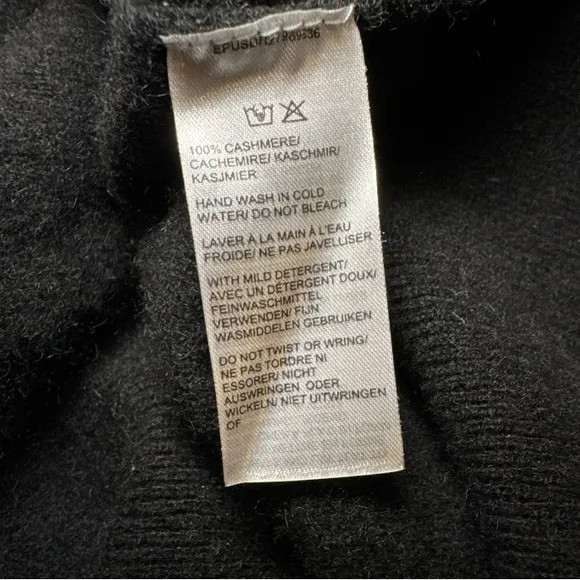 100% CASHMERE/
CACHEMIRE/ KASCHMIR/
KASJMIER
HAND WASH IN COLD
WATER/ DO NOT BLEACH
LAVER À LA MAIN À L'EAU
FROIDE/ NE PAS JAVELLISER
WITH MILD DETERGENT/
AVEC UN DÉTERGENT DOUX/
FEINWASCHMITTEL
VERWENDEN/ FIJN
WASMIDDELEN GEBRUIKEN
DO NOT TWIST OR WRING/
NE PAS TORDRE NI
ESSORER/ NICHT
AUSWRINGEN ODER
WICKELN/ NIET UITWRINGEN
OF